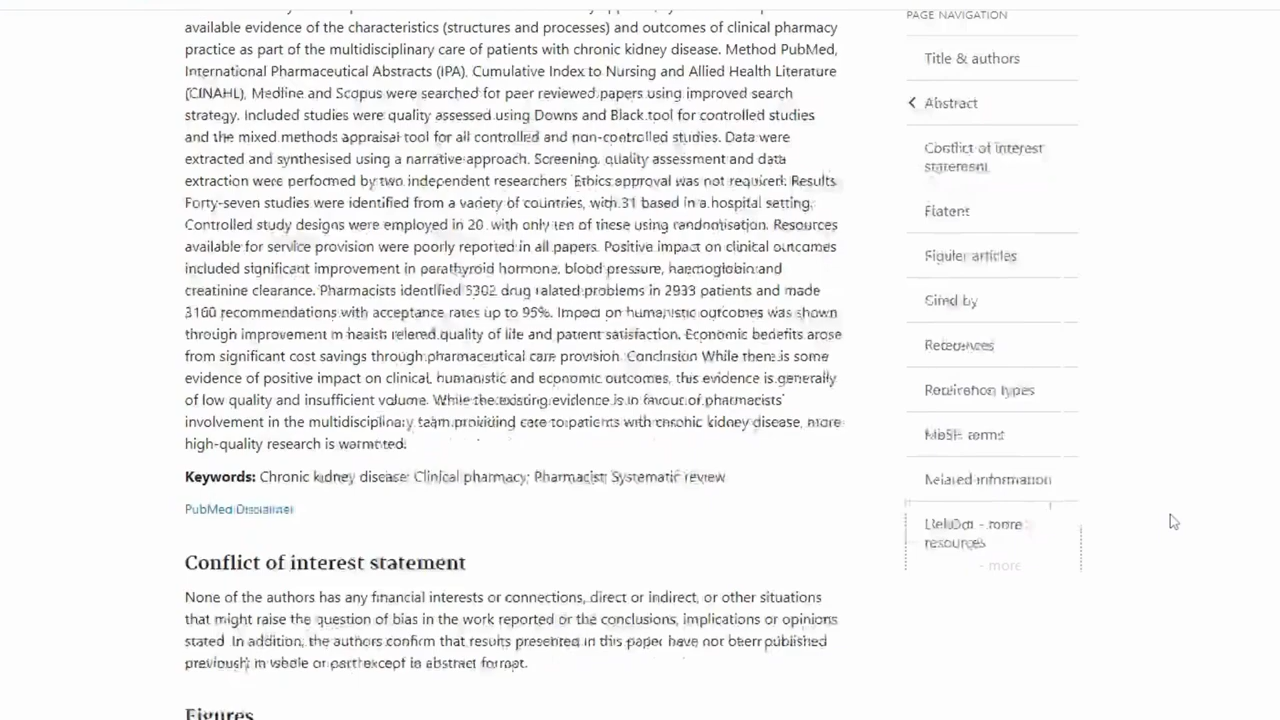 available evidence of the characteristics (structures and processes) and outcomes of clinical pharmacy
practice as part of the multidisciplinary care of patients with chronic kidney disease. Method PubMed,
International Pharmaceutical Abstracts (IPA), Cumulative Index to Nursing and Allied Health Literature
(CINAHL), Medline and Scopus were searched for peer reviewed papers using improved search
strategy. Included studies were quality assessed using Downs and Black tool for controlled studies
and the mixed methods appraisal tool for all controlled and non-controlled studies. Data were
extracted and synthesised using a narrative approach. Screening, quality assessment and data
extraction were performed by two independent researchers Ethics approval was not required. Results
Forty-seven studies were identified from a variety of countries, with 31 based in a hospital setting.
Controlled study designs were employed in 20 with only ten of these using randomisation. Resources
available for service provision were poorly reported in all papers. Positive impact on clinical outcomes
included significant improvement in parathyroid hormone, blood pressure, haemoglobin and
creatinine clearance. Pharmacists identified 5302 drug related problems in 2933 patients and made
3160 recommendations with acceptance rates up to 95%. Impact on humanistic outcomes was shown
through improvement in health related quality of life and patient satisfaction. Economic benefits arose
from significant cost savings through pharmaceutical care provision. Conclusion While there is some
evidence of positive impact on clinical, humanistic and economic outcomes, this evidence is generally
of low quality and insufficient volume. While the existing evidence is in favour of pharmacists'
involvement in the multidisciplinary team providing care to patients with chronic kidney disease, more
high-quality research is
Keywords: Chronic kidney disease Clinical pharmacy; Pharmacist Systematic review
PubMed Disclaimer
Conflict of interest statement
None of the authors has any financial interests or connections, direct or indirect, or other situations
that might raise the question of bias in the work reported or the conclusions, implications or opinions
stated In addition, the authors confirm that results presented in this paper have not been published
previously in whole or part except in abstract format.
Figures
PAGE NAVIGATION
Title & authors
Abstract
Conflict of interest
statement
articles
Cited by
References
types
MeSH terms
Related information
- more
resources
- more